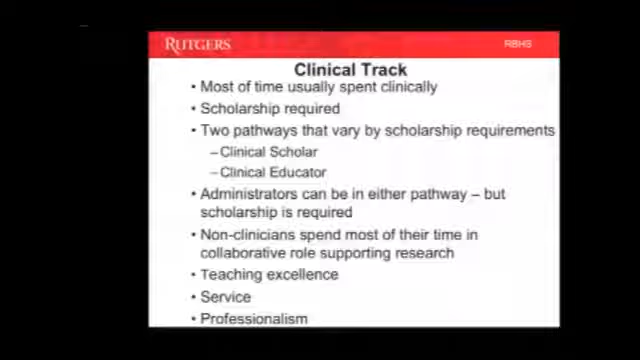 RUTGERS
RBHS
Clinical Track
• Most of time usually spent clinically
• Scholarship required
• Two pathways that vary by scholarship requirements
–Clinical Scholar
–Clinical Educator
• Administrators can be in either pathway – but
scholarship is required
• Non-clinicians spend most of their time in
collaborative role supporting research
• Teaching excellence
• Service
• Professionalism